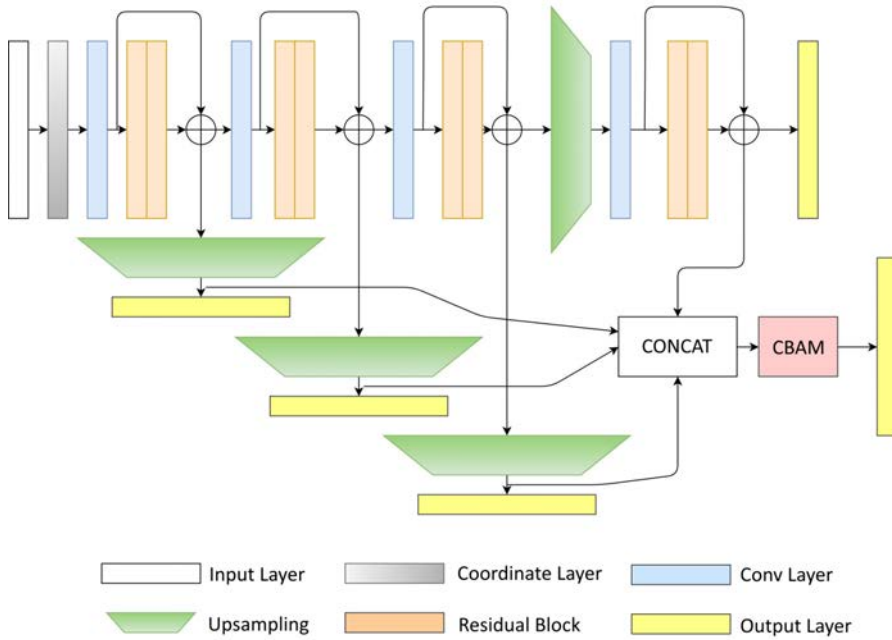 CONCAT
CBAM
Input Layer
Coordinate Layer
Conv Layer
Upsampling
Residual Block
Output Layer